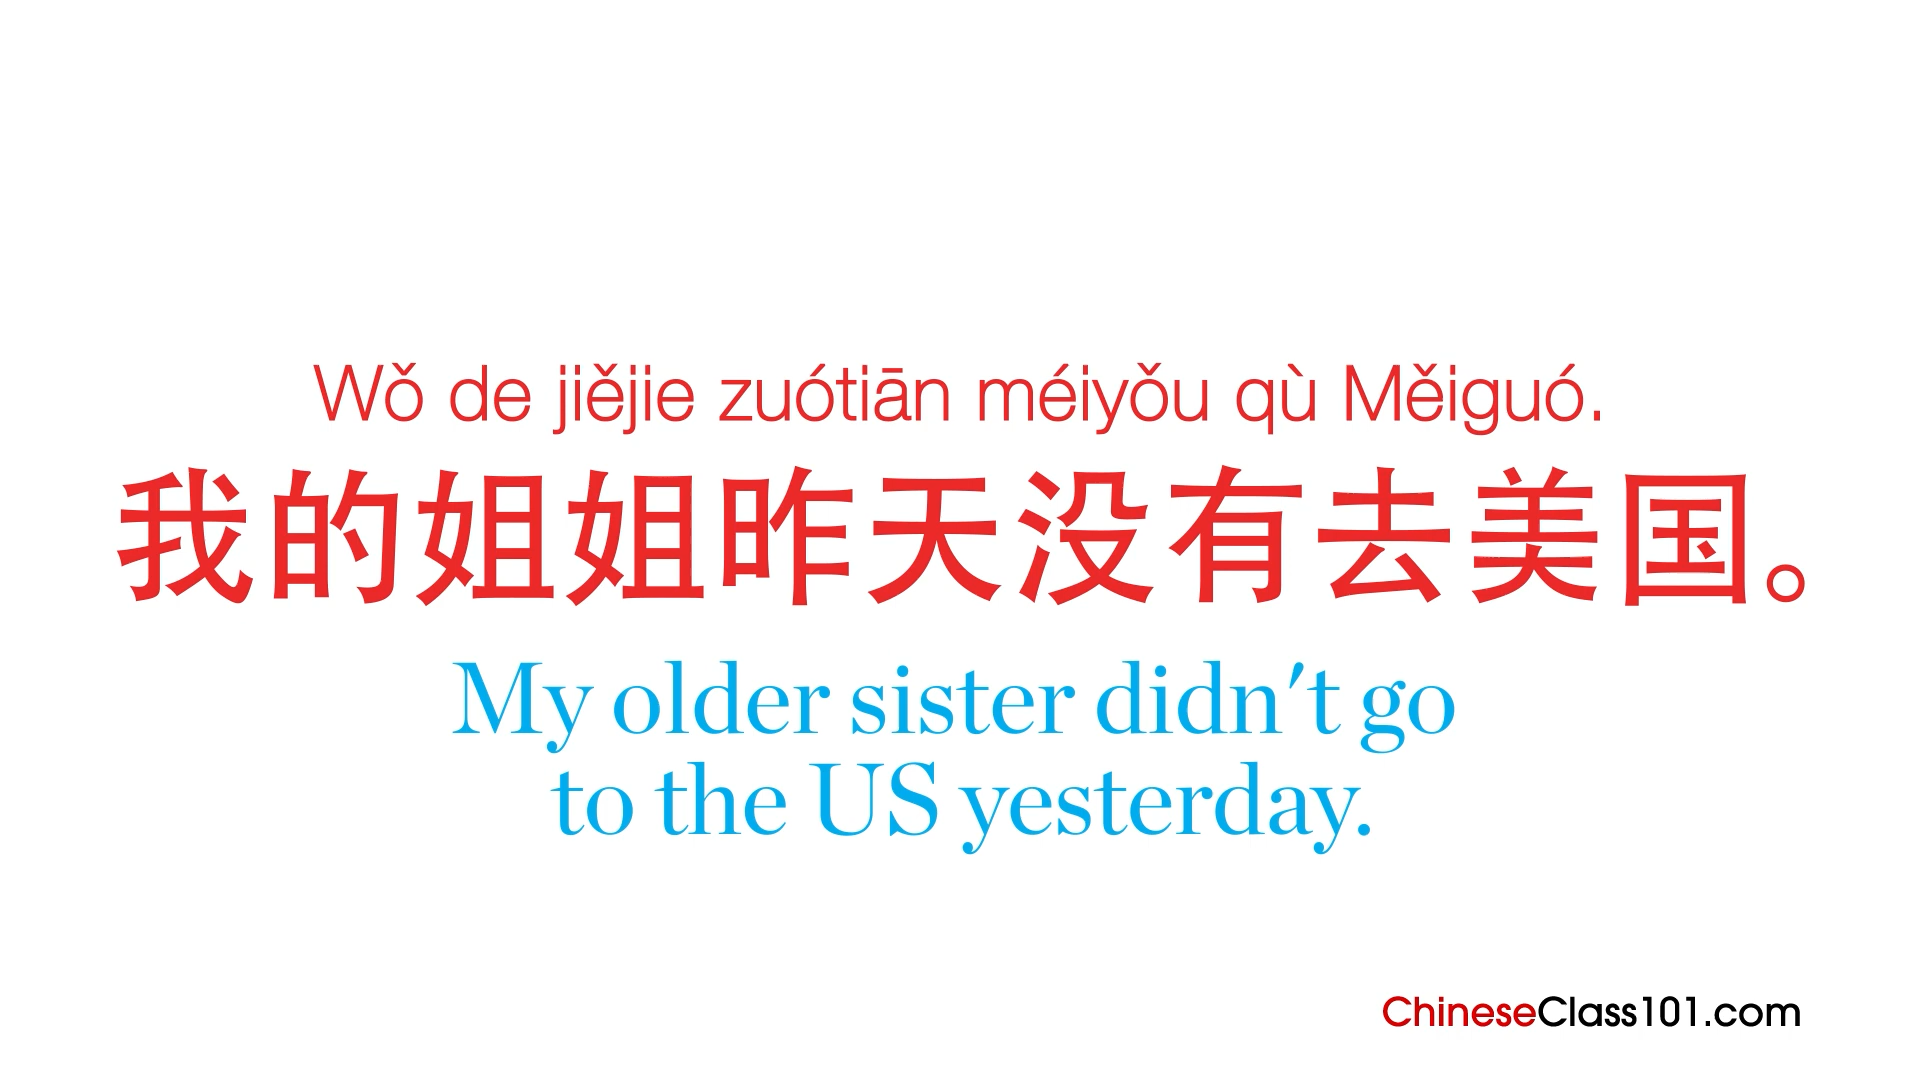 Wǒ de jiějie zuótiān méiyǒu qù Měiguó.
我的姐姐昨天没有去美国。
My older sister didn't go
to the US yesterday.
ChineseClass101.com